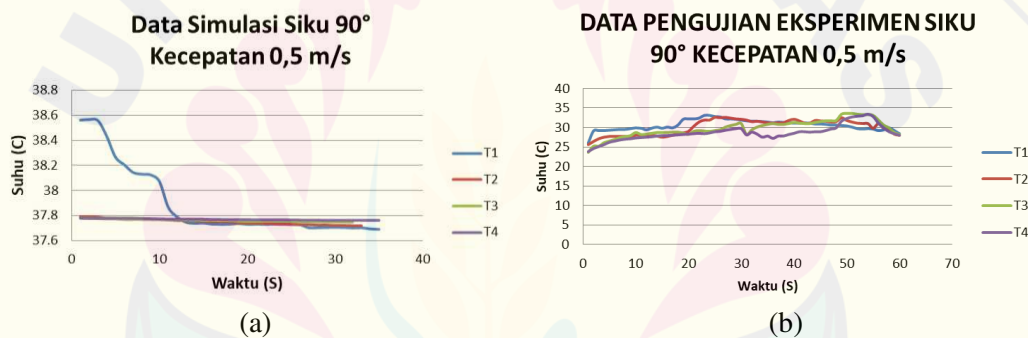 Data Simulasi Siku 90°
Kecepatan 0,5 m/s
38.8
38.6
38.4
38.2
38
37.8
37.6
Suhu (C)
0
10
20
30
40
Waktu (S)
T1
T2
T3
T4
(a)
DATA PENGUJIAN EKSPERIMEN SIKU
90° KECEPATAN 0,5 m/s
40
35
30
25
20
15
10
5
0
Suhu (C)
0
10
20
30
40
50
60
70
Waktu (S)
T1
T2
T3
T4
(b)